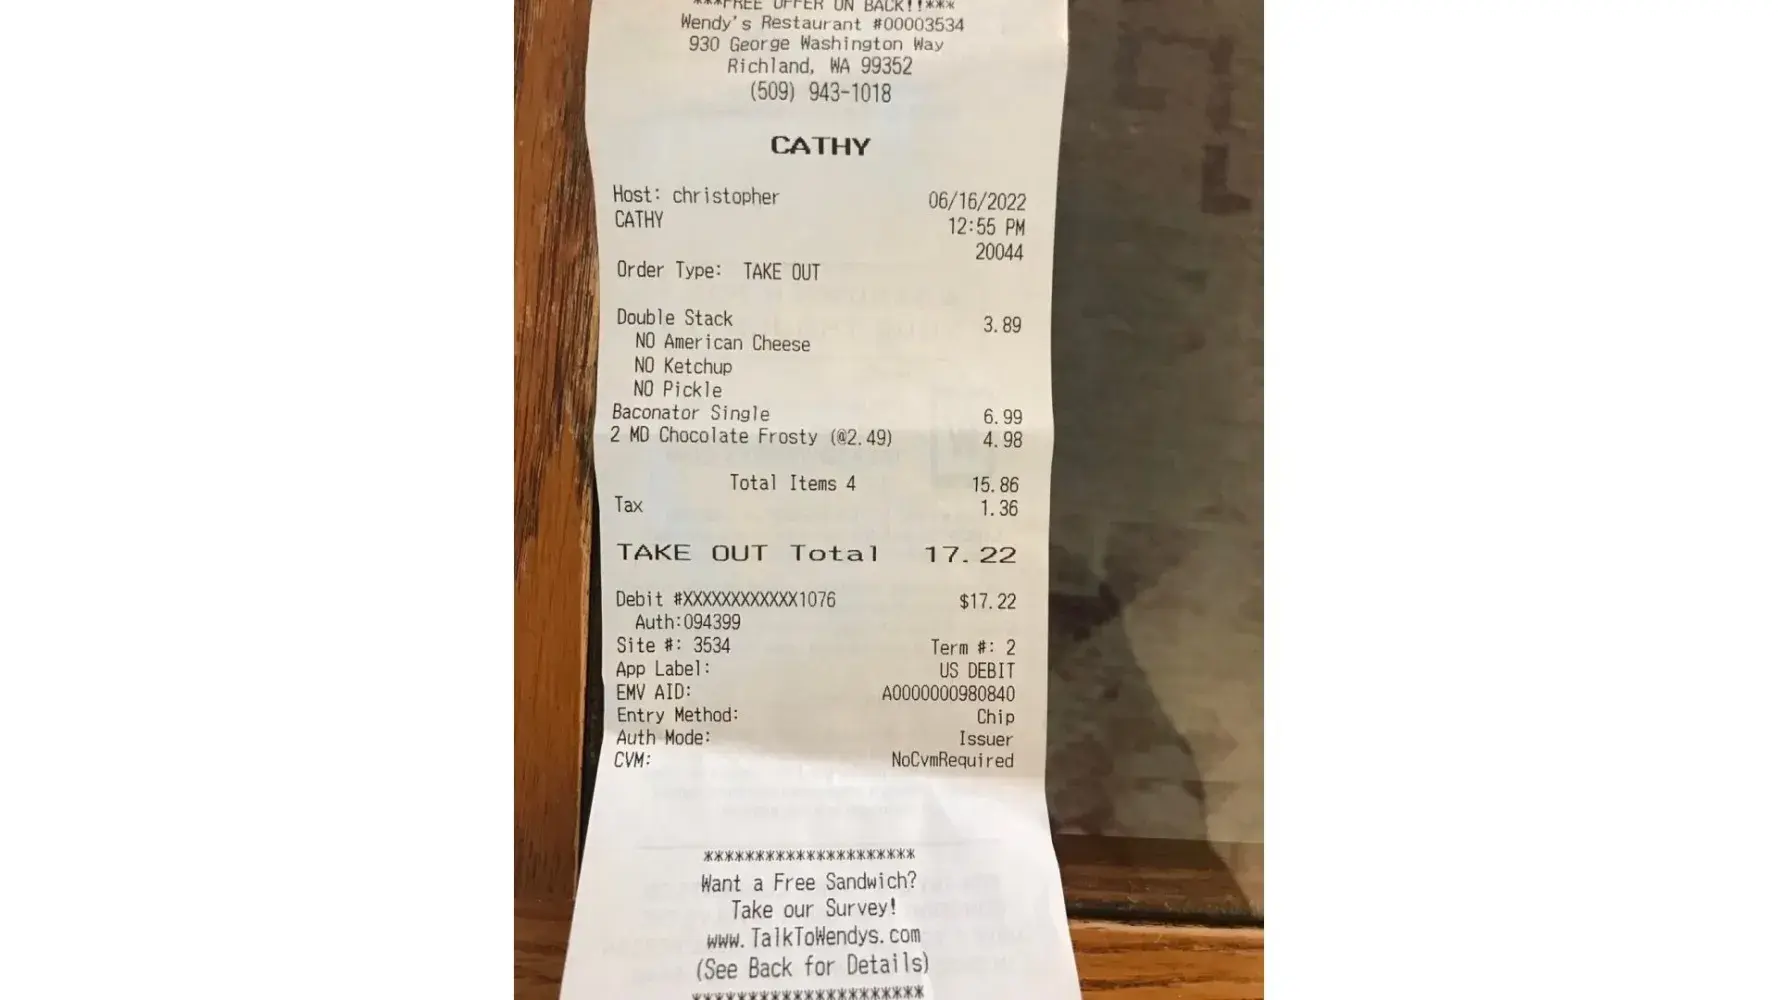 ***FREE OFFER ON BACK!!***
Wendy's Restaurant #00003534
930 George Washington Way
Richland, WA 99352
(509) 943-1018
CATHY
Host: christopher 06/16/2022
CATHY 12:55 PM
20044
Order Type: TAKE OUT
Double Stack 3.89
NO American Cheese
NO Ketchup
NO Pickle
Baconator Single 6.99
2 MD Chocolate Frosty (@2.49) 4.98
Total Items 4 15.86
Tax 1.36
TAKE OUT Total 17.22
Debit #XXXXXXXXXXXX1076 $17.22
Auth:094399
Site #: 3534 Term #: 2
App Label: US DEBIT
EMV AID: A0000000980840
Entry Method: Chip
Auth Mode: Issuer
CVM: NoCvmRequired
*********************
Want a Free Sandwich?
Take our Survey!
www.TalkToWendys.com
(See Back for Details)
***********************